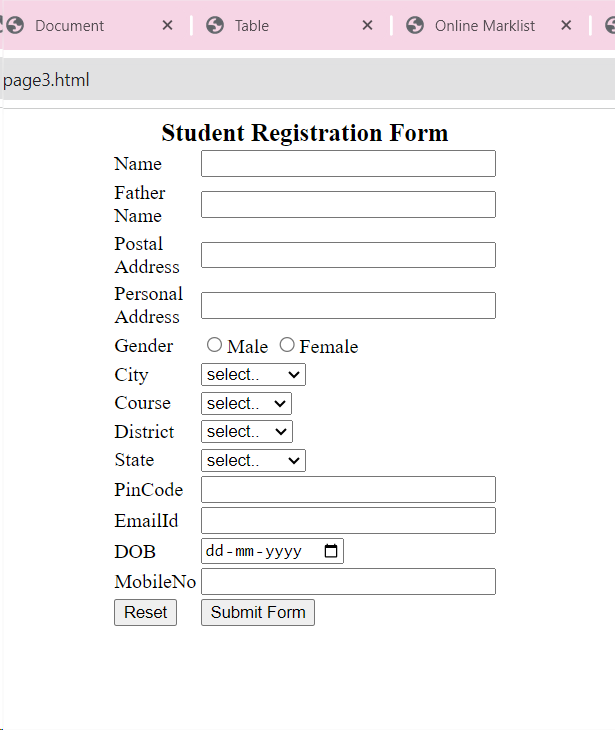 Document
Table
Online Marklist
page3.html
Student Registration Form
Name
Father
Name
Postal
Address
Personal
Address
Gender Male Female
City select..
Course select..
District select..
State select..
PinCode
EmailId
DOB dd-mm-yyyy
MobileNo
Reset Submit Form